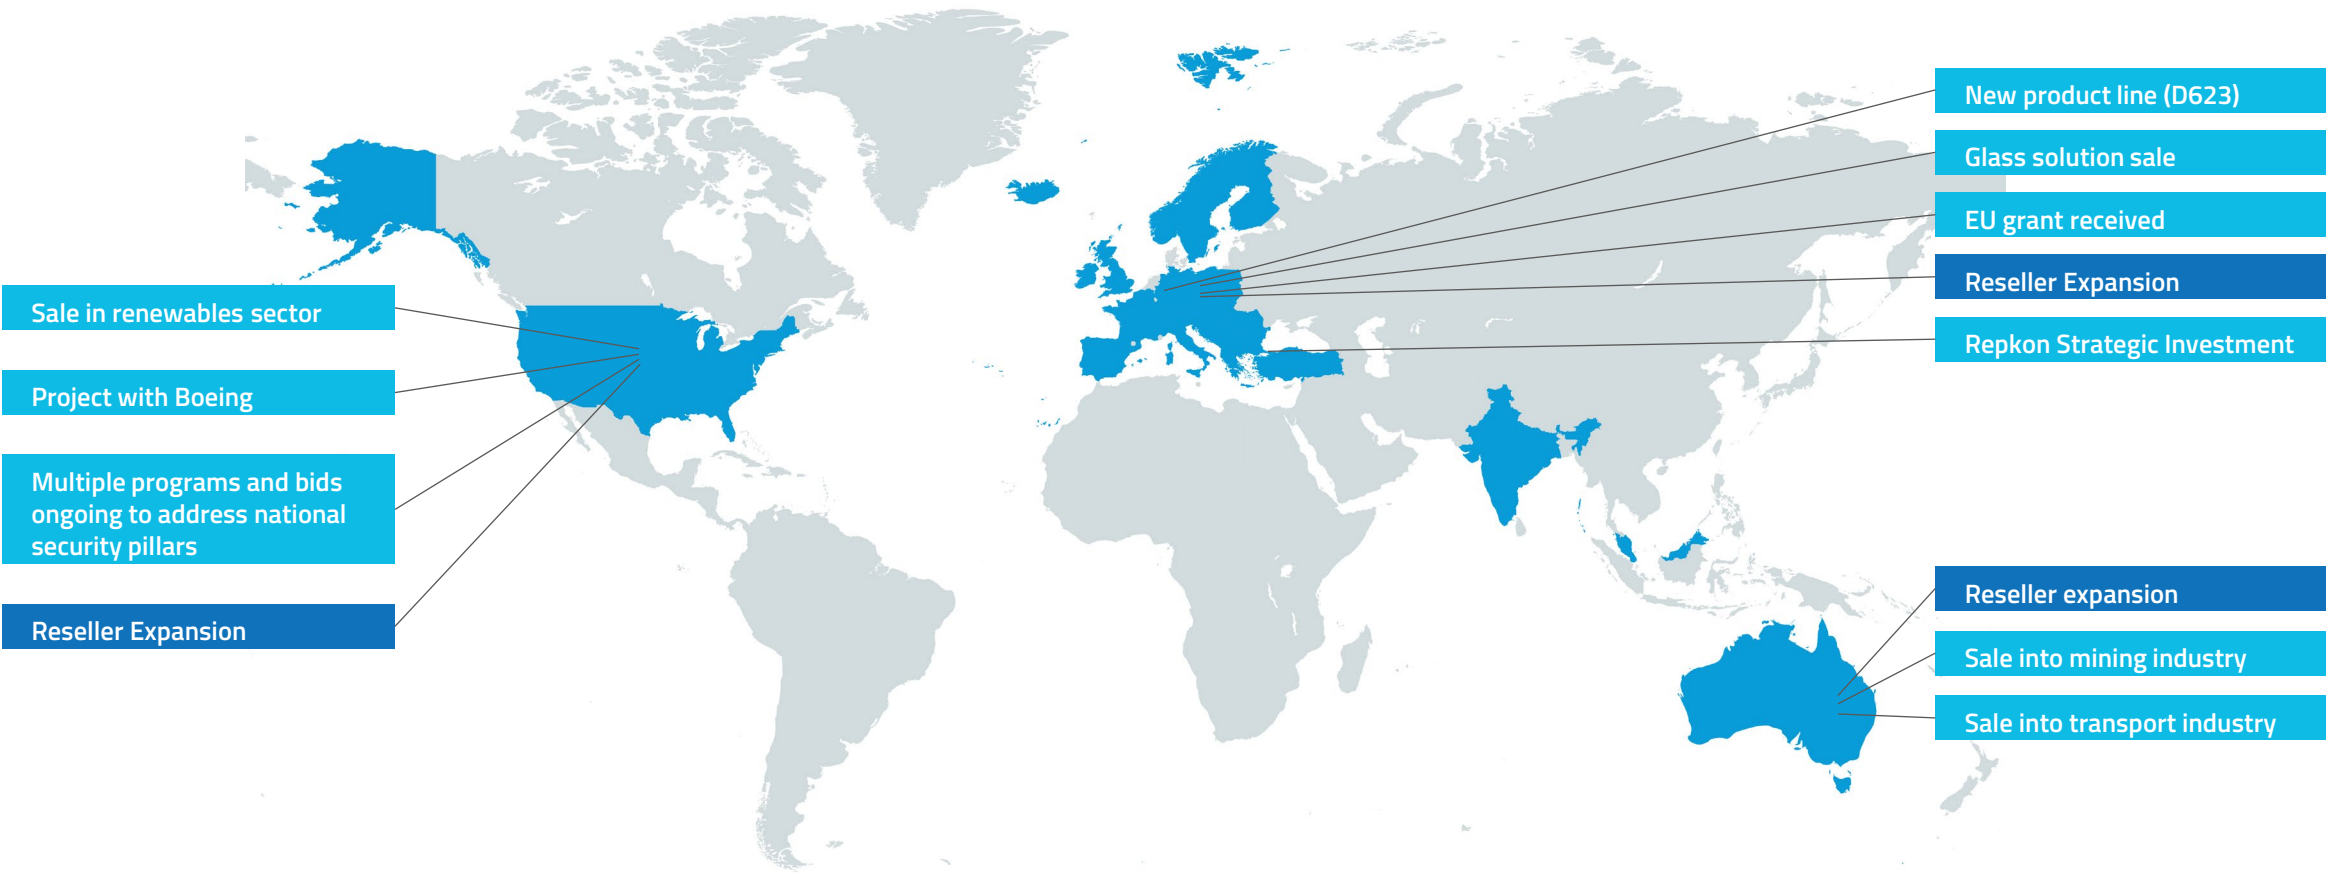 Sale in renewables sector
Project with Boeing
Multiple programs and bids
ongoing to address national
security pillars
Reseller Expansion
New product line (D623)
Glass solution sale
EU grant received
Reseller Expansion
Repkon Strategic Investment
Reseller expansion
Sale into mining industry
Sale into transport industry